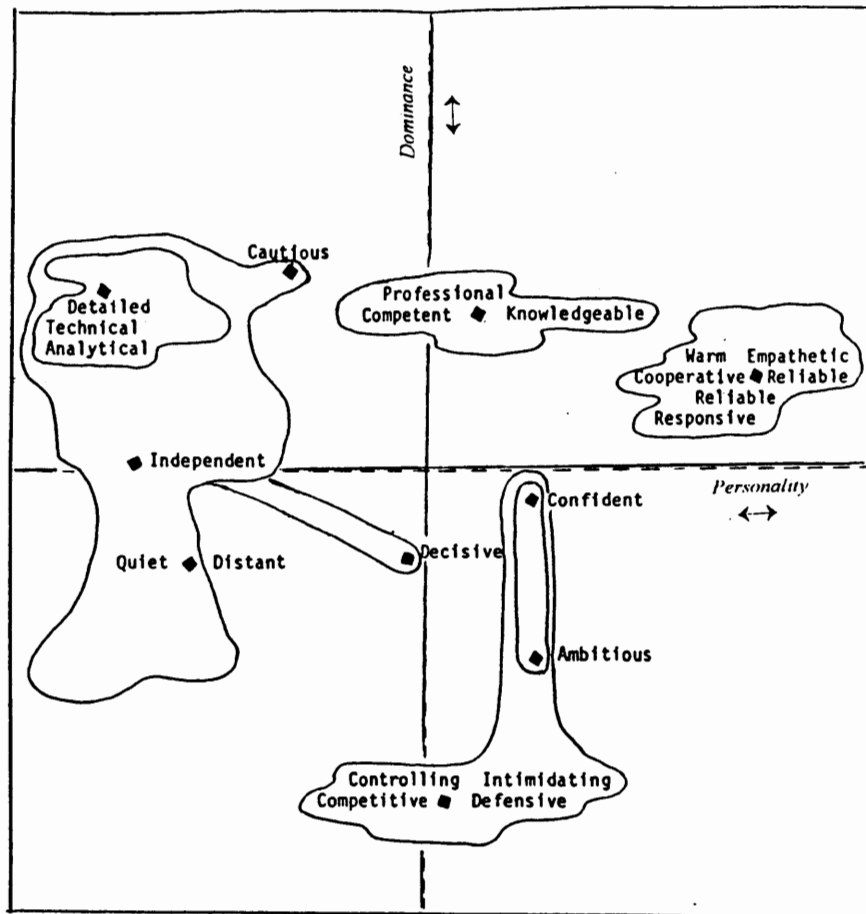 Dominance
Cautious
Detailed
Technical
Analytical
Professional
Competent Knowledgeable
Warm Empathetic
Cooperative Reliable
Reliable
Responsive
Independent
Personality
Confident
Quiet Distant
Decisive
Ambitious
Controlling Intimidating
Competitive Defensive